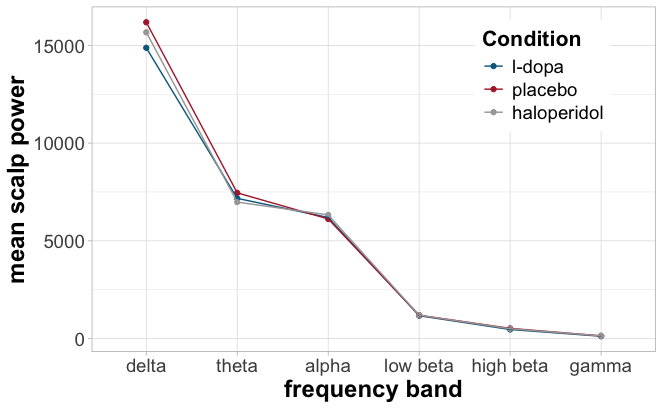 mean scalp power
15000
10000
5000
0
Condition
l-dopa
placebo
haloperidol
delta theta alpha low beta high beta gamma
frequency band